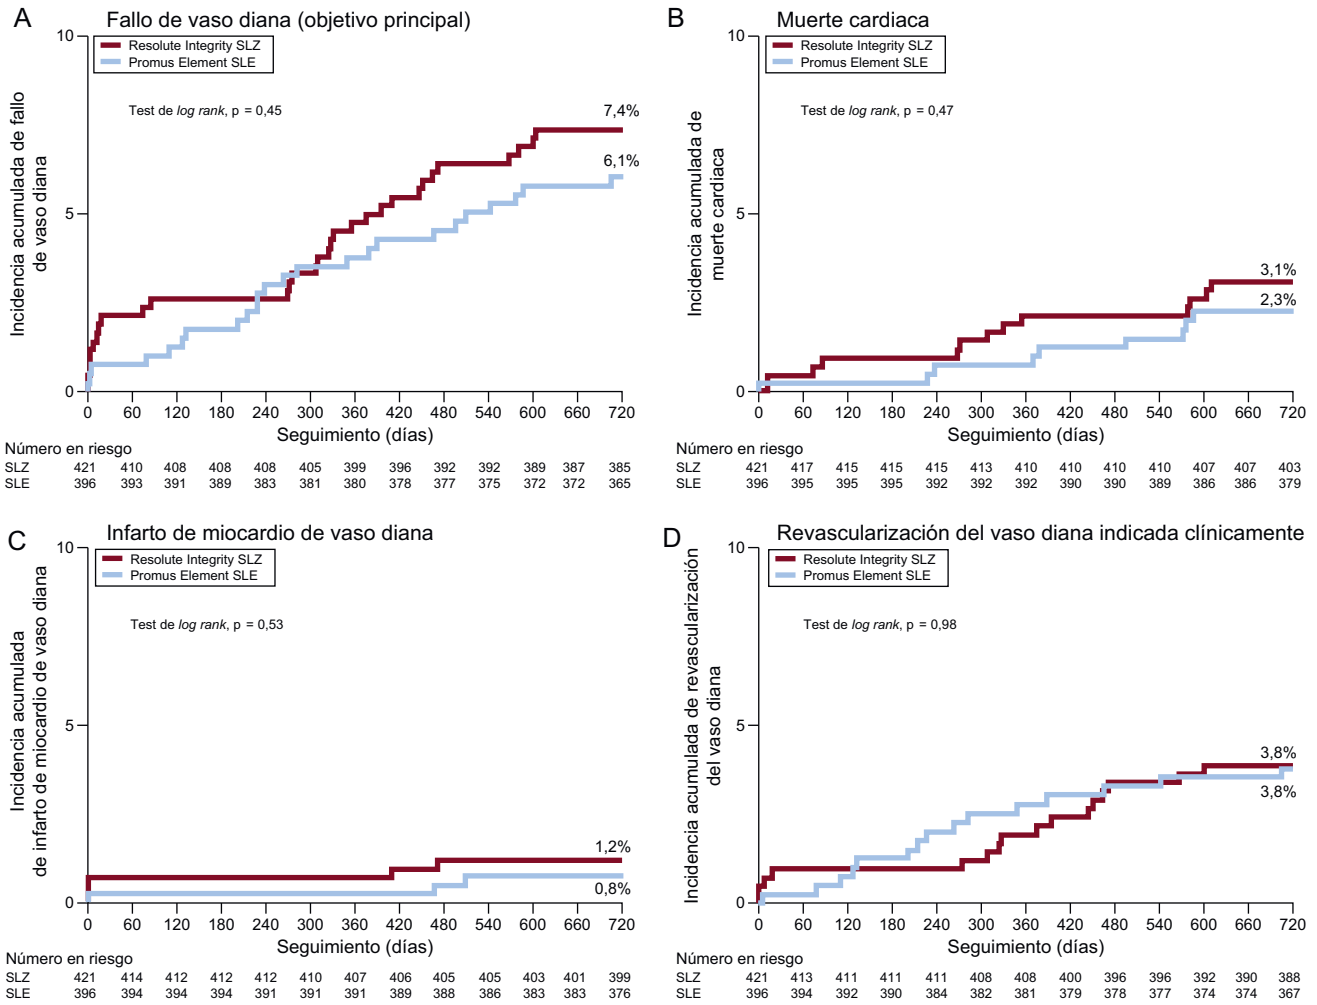 A
Fallo de vaso diana (objetivo principal)
10
5
0
Resolute Integrity SLZ
Promus Element SLE
Test de log rank, p = 0,45
7,4%
6,1%
Incidencia acumulada de fallo
de vaso diana
0 60 120 180 240 300 360 420 480 540 600 660 720
Seguimiento (días)
Número en riesgo
SLZ 421 410 408 408 408 405 399 396 392 392 389 387 385
SLE 396 393 391 389 383 381 380 378 377 375 372 372 365
B
Muerte cardiaca
10
5
0
Resolute Integrity SLZ
Promus Element SLE
Test de log rank, p = 0,47
3,1%
2,3%
Incidencia acumulada de
muerte cardiaca
0 60 120 180 240 300 360 420 480 540 600 660 720
Seguimiento (días)
Número en riesgo
SLZ 421 417 415 415 415 413 410 410 410 410 407 407 403
SLE 396 395 395 395 392 392 392 390 390 389 386 386 379
C
Infarto de miocardio de vaso diana
10
5
0
Resolute Integrity SLZ
Promus Element SLE
Test de log rank, p = 0,53
1,2%
0,8%
Incidencia acumulada
de infarto de miocardio de vaso diana
0 60 120 180 240 300 360 420 480 540 600 660 720
Seguimiento (días)
Número en riesgo
SLZ 421 414 412 412 412 410 407 406 405 405 403 401 399
SLE 396 394 394 394 391 391 391 389 388 386 383 383 376
D
Revascularización del vaso diana indicada clínicamente
10
5
0
Resolute Integrity SLZ
Promus Element SLE
Test de log rank, p = 0,98
3,8%
3,8%
Incidencia acumulada de revascularización
del vaso diana
0 60 120 180 240 300 360 420 480 540 600 660 720
Seguimiento (días)
Número en riesgo
SLZ 421 413 411 411 411 408 408 400 396 396 392 390 388
SLE 396 394 392 390 384 382 381 379 378 377 374 374 367